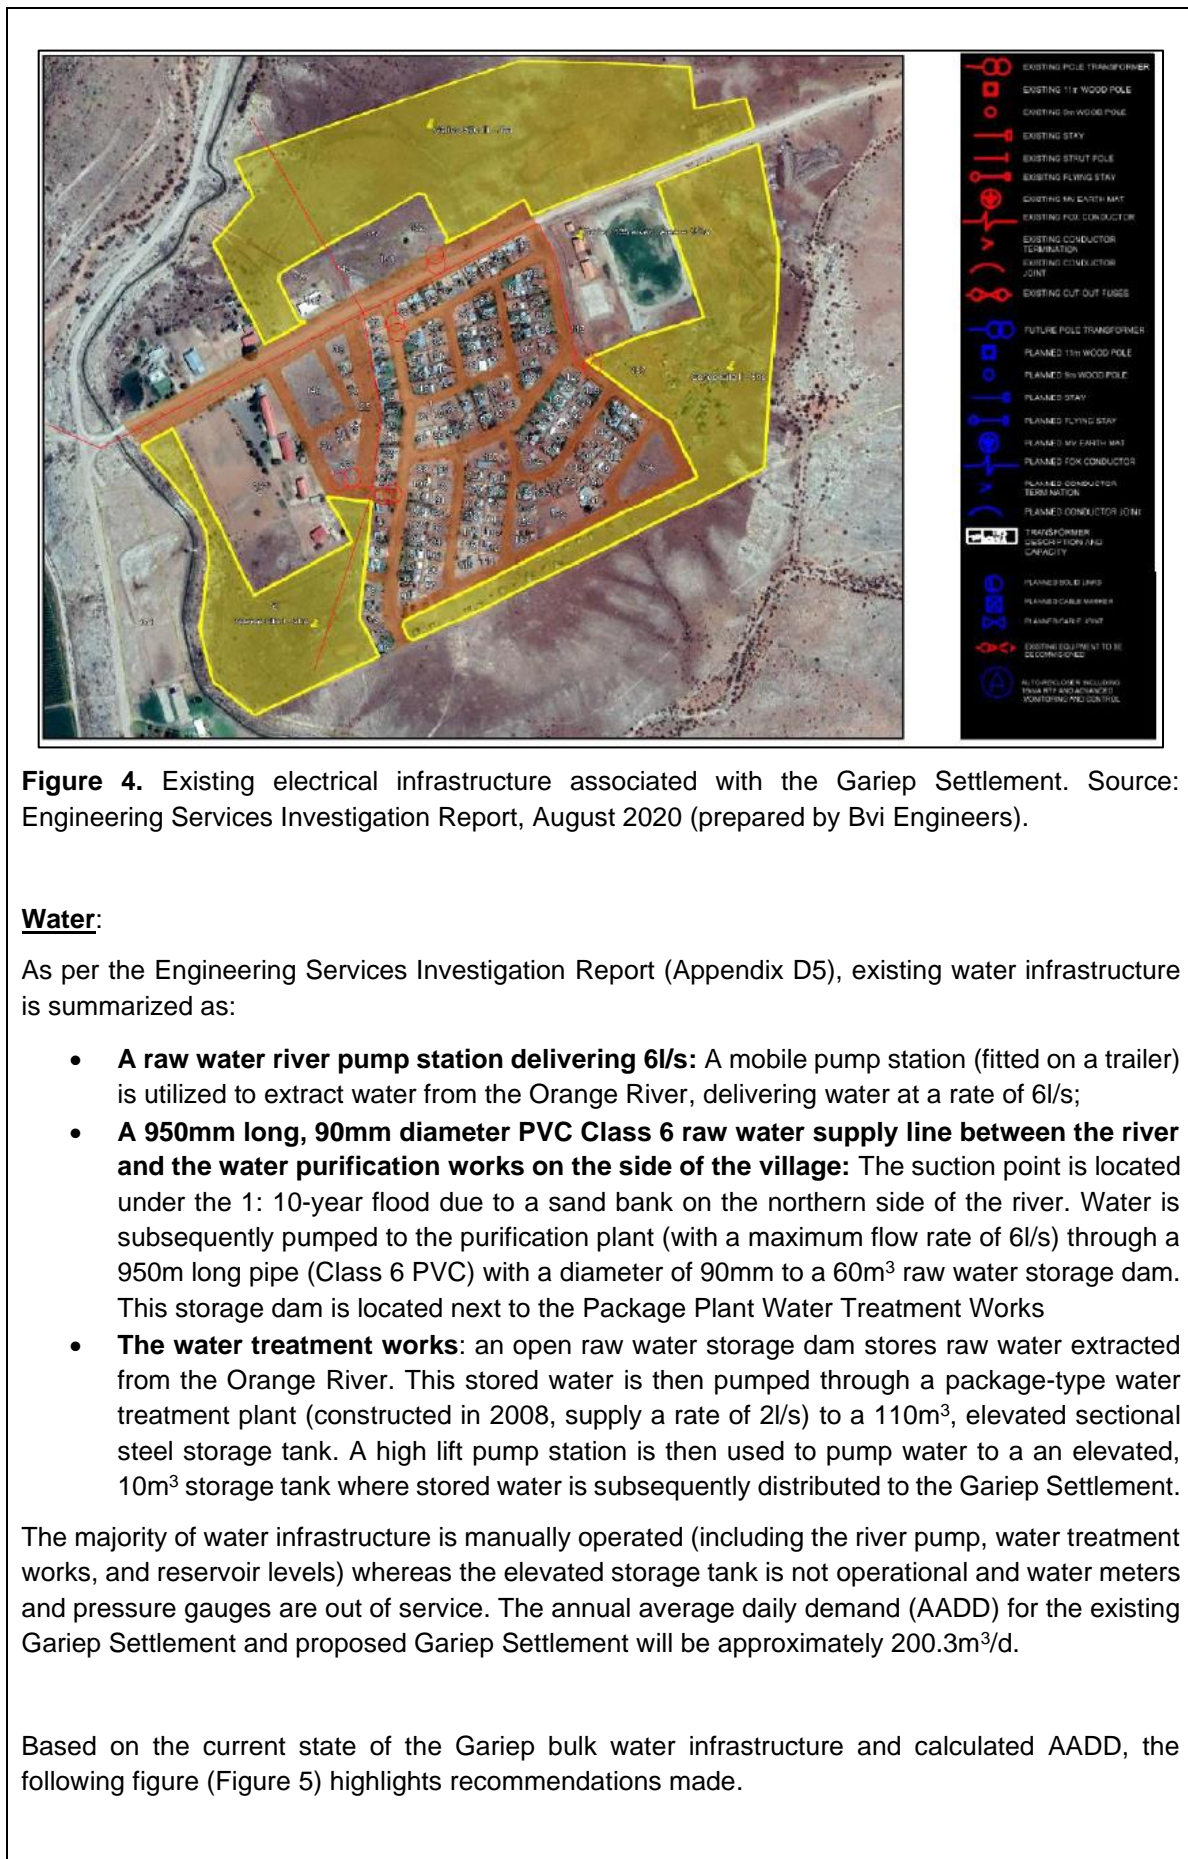 EXISTING POLE TRANSFORMER
EXISTING 11m WOOD POLE
EXISTING 9m WOOD POLE
EXISTING STAY
EXISTING STRUT POLE
EXISTING FLYING STAY
EXISTING MV EARTH MAT
EXISTING FOX CONDUCTOR
EXISTING CONDUCTOR
TERMINATION
EXISTING CONDUCTOR
JOINT
EXISTING CUT OUT FUSES
FUTURE POLE TRANSFORMER
PLANNED 11m WOOD POLE
PLANNED 9m WOOD POLE
PLANNED STAY
PLANNED FLYING STAY
PLANNED MV EARTH MAT
PLANNED FOX CONDUCTOR
PLANNED CONDUCTOR
TERMINATION
PLANNED CONDUCTOR JOINT
TRANSFORMER
DESCRIPTION AND
CAPACITY
PLANNED SOLID LINKS
PLANNED CABLE MARKER
PLANNED CABLE JOINT
EXISTING EQUIPMENT TO BE
DECOMMISIONED
AUTO-RECLOSER INCLUDING
AND ADVANCED
MONITORING AND CONTROL
Figure 4. Existing electrical infrastructure associated with the Gariep Settlement. Source:
Engineering Services Investigation Report, August 2020 (prepared by Bvi Engineers).
Water:
As per the Engineering Services Investigation Report (Appendix D5), existing water infrastructure
is summarized as:
• A raw water river pump station delivering 6l/s: A mobile pump station (fitted on a trailer)
is utilized to extract water from the Orange River, delivering water at a rate of 6l/s;
• A 950mm long, 90mm diameter PVC Class 6 raw water supply line between the river
and the water purification works on the side of the village: The suction point is located
under the 1: 10-year flood due to a sand bank on the northern side of the river. Water is
subsequently pumped to the purification plant (with a maximum flow rate of 6l/s) through a
950m long pipe (Class 6 PVC) with a diameter of 90mm to a 60m³ raw water storage dam.
This storage dam is located next to the Package Plant Water Treatment Works
• The water treatment works: an open raw water storage dam stores raw water extracted
from the Orange River. This stored water is then pumped through a package-type water
treatment plant (constructed in 2008, supply a rate of 2l/s) to a 110m³, elevated sectional
steel storage tank. A high lift pump station is then used to pump water to a an elevated,
10m³ storage tank where stored water is subsequently distributed to the Gariep Settlement.
The majority of water infrastructure is manually operated (including the river pump, water treatment
works, and reservoir levels) whereas the elevated storage tank is not operational and water meters
and pressure gauges are out of service. The annual average daily demand (AADD) for the existing
Gariep Settlement and proposed Gariep Settlement will be approximately 200.3m³/d.
Based on the current state of the Gariep bulk water infrastructure and calculated AADD, the
following figure (Figure 5) highlights recommendations made.